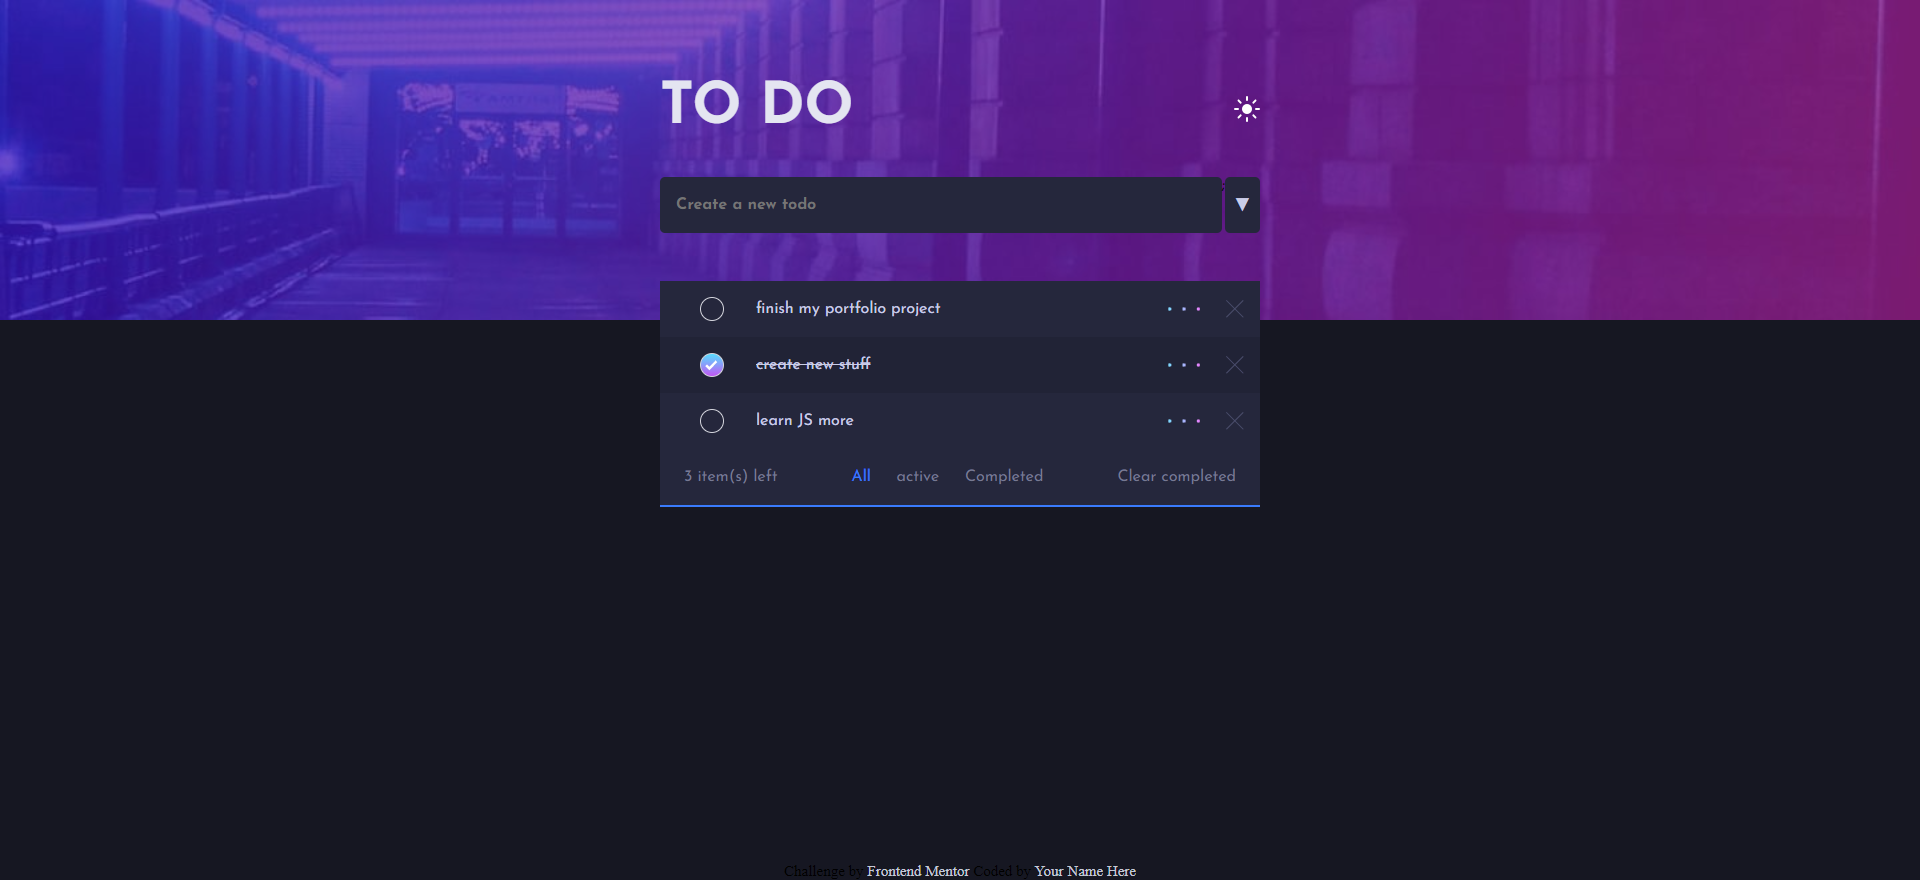 TO DO
Create a new todo
▼
finish my portfolio project
create new stuff
learn JS more
3 item(s) left All active Completed Clear completed
Challenge by Frontend Mentor Coded by Your Name Here